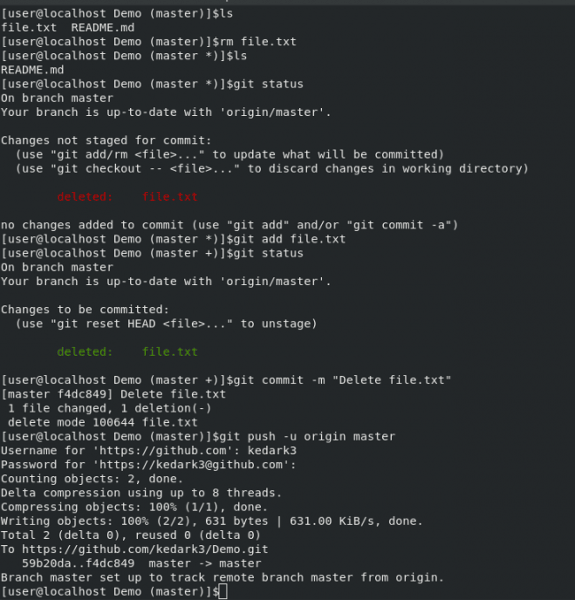 [user@localhost Demo (master)]$ls
file.txt  README.md
[user@localhost Demo (master)]$rm file.txt
[user@localhost Demo (master *)]$ls
README.md
[user@localhost Demo (master *)]$git status
On branch master
Your branch is up-to-date with 'origin/master'.

Changes not staged for commit:
  (use "git add/rm <file>..." to update what will be committed)
  (use "git checkout -- <file>..." to discard changes in working directory)

        deleted:    file.txt

no changes added to commit (use "git add" and/or "git commit -a")
[user@localhost Demo (master *)]$git add file.txt
[user@localhost Demo (master +)]$git status
On branch master
Your branch is up-to-date with 'origin/master'.

Changes to be committed:
  (use "git reset HEAD <file>..." to unstage)

        deleted:    file.txt

[user@localhost Demo (master +)]$git commit -m "Delete file.txt"
[master f4dc849] Delete file.txt
 1 file changed, 1 deletion(-)
 delete mode 100644 file.txt
[user@localhost Demo (master)]$git push -u origin master
Username for 'https://github.com': kedark3
Password for 'https://kedark3@github.com':
Counting objects: 2, done.
Delta compression using up to 8 threads.
Compressing objects: 100% (1/1), done.
Writing objects: 100% (2/2), 631 bytes | 631.00 KiB/s, done.
Total 2 (delta 0), reused 0 (delta 0)
To https://github.com/kedark3/Demo.git
   59b20da..f4dc849  master -> master
Branch master set up to track remote branch master from origin.
[user@localhost Demo (master)]$